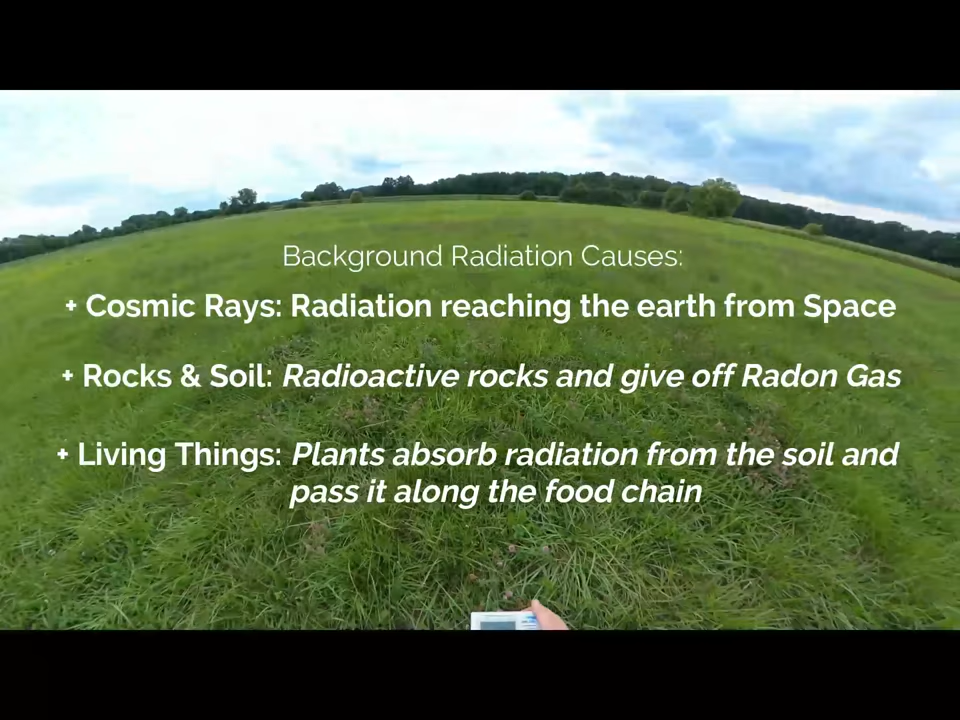 Background Radiation Causes:
+ Cosmic Rays: Radiation reaching the earth from Space
+ Rocks & Soil: Radioactive rocks and give off Radon Gas
+ Living Things: Plants absorb radiation from the soil and
pass it along the food chain